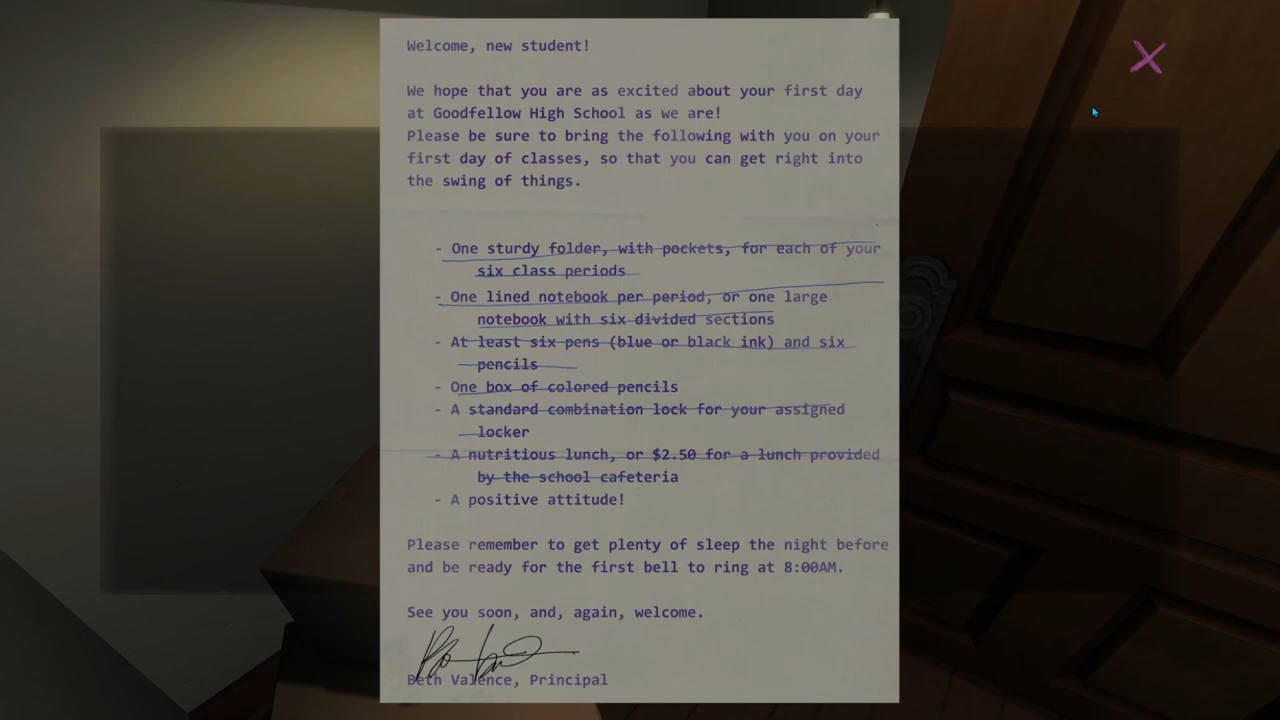 Welcome, new student!
We hope that you are as excited about your first day
at Goodfellow High School as we are!
Please be sure to bring the following with you on your
first day of classes, so that you can get right into
the swing of things.
- One sturdy folder, with pockets, for each of your
six class periods
- One lined notebook per period, or one large
notebook with six divided sections
- At least six pens (blue or black ink) and six
pencils
- One box of colored pencils
- A standard combination lock for your assigned
locker
- A nutritious lunch, or $2.50 for a lunch provided
by the school cafeteria
- A positive attitude!
Please remember to get plenty of sleep the night before
and be ready for the first bell to ring at 8:00AM.
See you soon, and, again, welcome.
Beth Valence, Principal